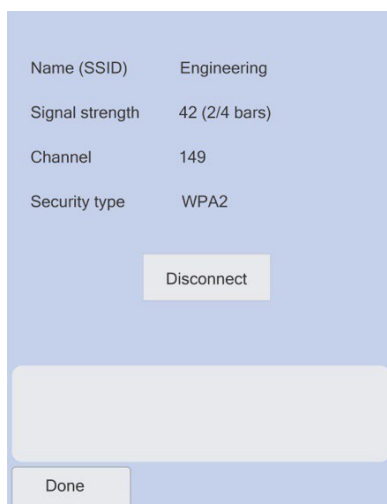 Name (SSID) Engineering
Signal strength 42 (2/4 bars)
Channel 149
Security type WPA2
Disconnect
Done